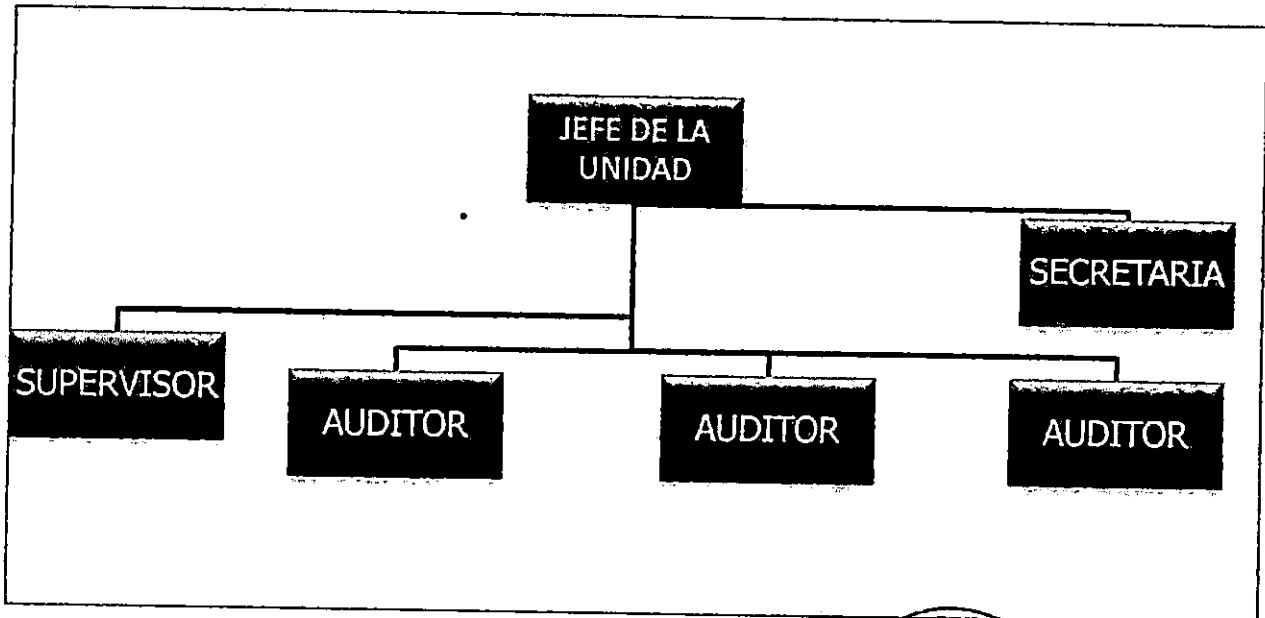 JEFE DE LA
UNIDAD
SECRETARIA
SUPERVISOR
AUDITOR
AUDITOR
AUDITOR